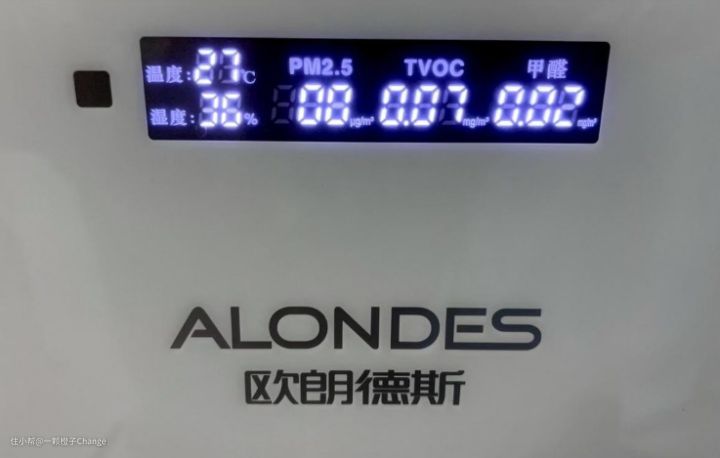 温度:27℃
湿度:36%
PM2.5
08 μg/m³
TVOC
0.07 mg/m³
甲醛
0.02 mg/m³
ALONDES
欧朗德斯
住小帮@一颗橙子Change